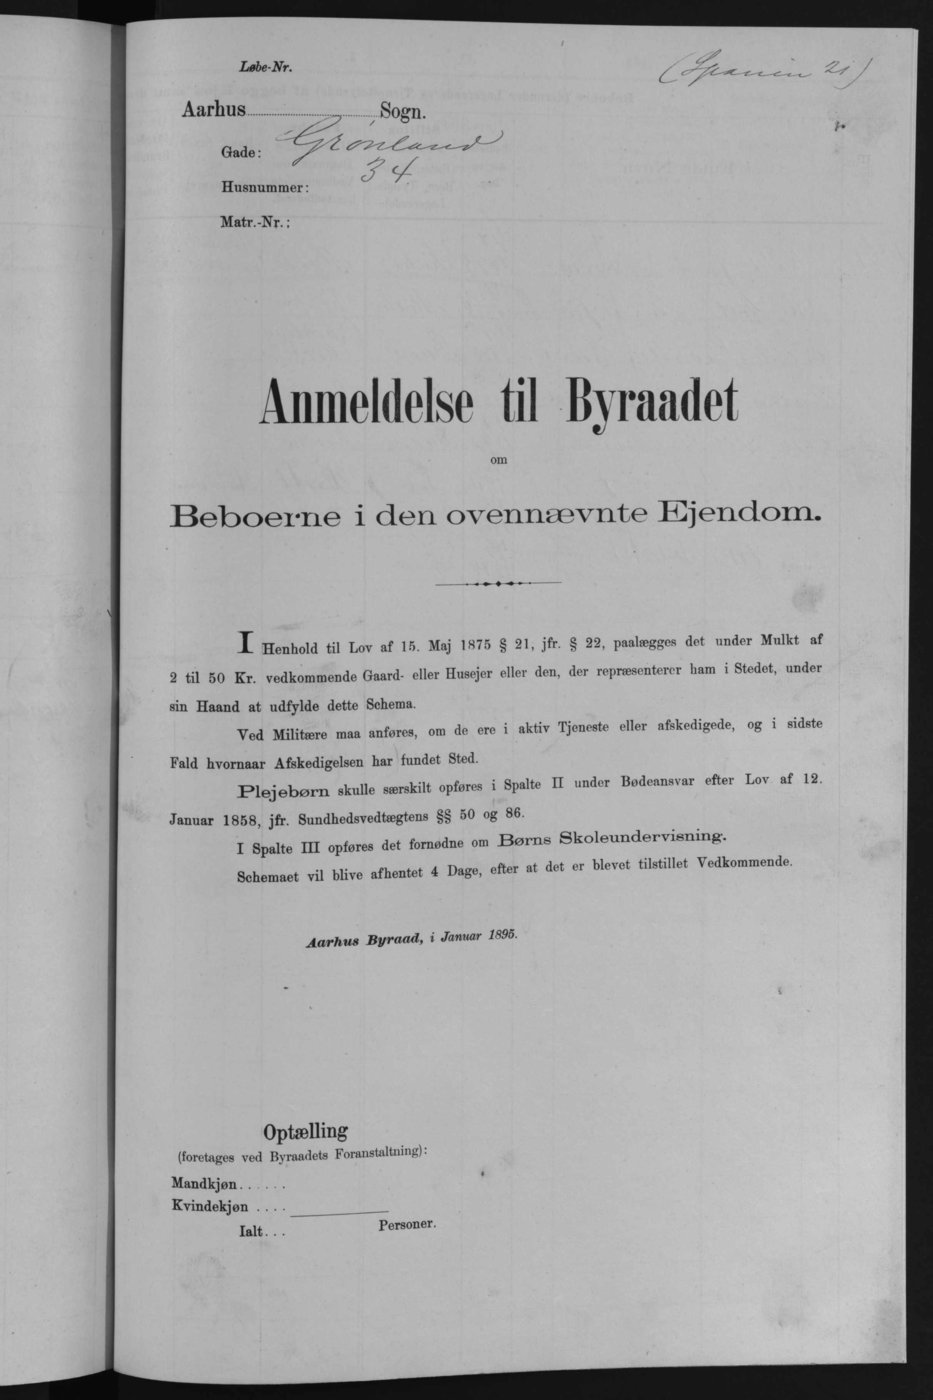 Løbe-Nr.
(Spanien 21)
Aarhus Sogn.
Gade: Grønland
Husnummer: 34
Matr.-Nr.:
Anmeldelse til Byraadet
om
Beboerne i den ovennævnte Ejendom.
I Henhold til Lov af 15. Maj 1875 § 21, jfr. § 22, paalægges det under Mulkt af
2 til 50 Kr. vedkommende Gaard- eller Husejer eller den, der repræsenterer ham i Stedet, under
sin Haand at udfylde dette Schema.
Ved Militære maa anføres, om de ere i aktiv Tjeneste eller afskedigede, og i sidste
Fald hvornaar Afskedigelsen har fundet Sted.
Plejebørn skulle særskilt opføres i Spalte II under Bødeansvar efter Lov af 12.
Januar 1858, jfr. Sundhedsvedtægtens §§ 50 og 86.
I Spalte III opføres det fornødne om Børns Skoleundervisning.
Schemaet vil blive afhentet 4 Dage, efter at det er blevet tilstillet Vedkommende.
Aarhus Byraad, i Januar 1895.
Optælling
(foretages ved Byraadets Foranstaltning):
Mandkjøn......
Kvindekjøn ....
Ialt... Personer.